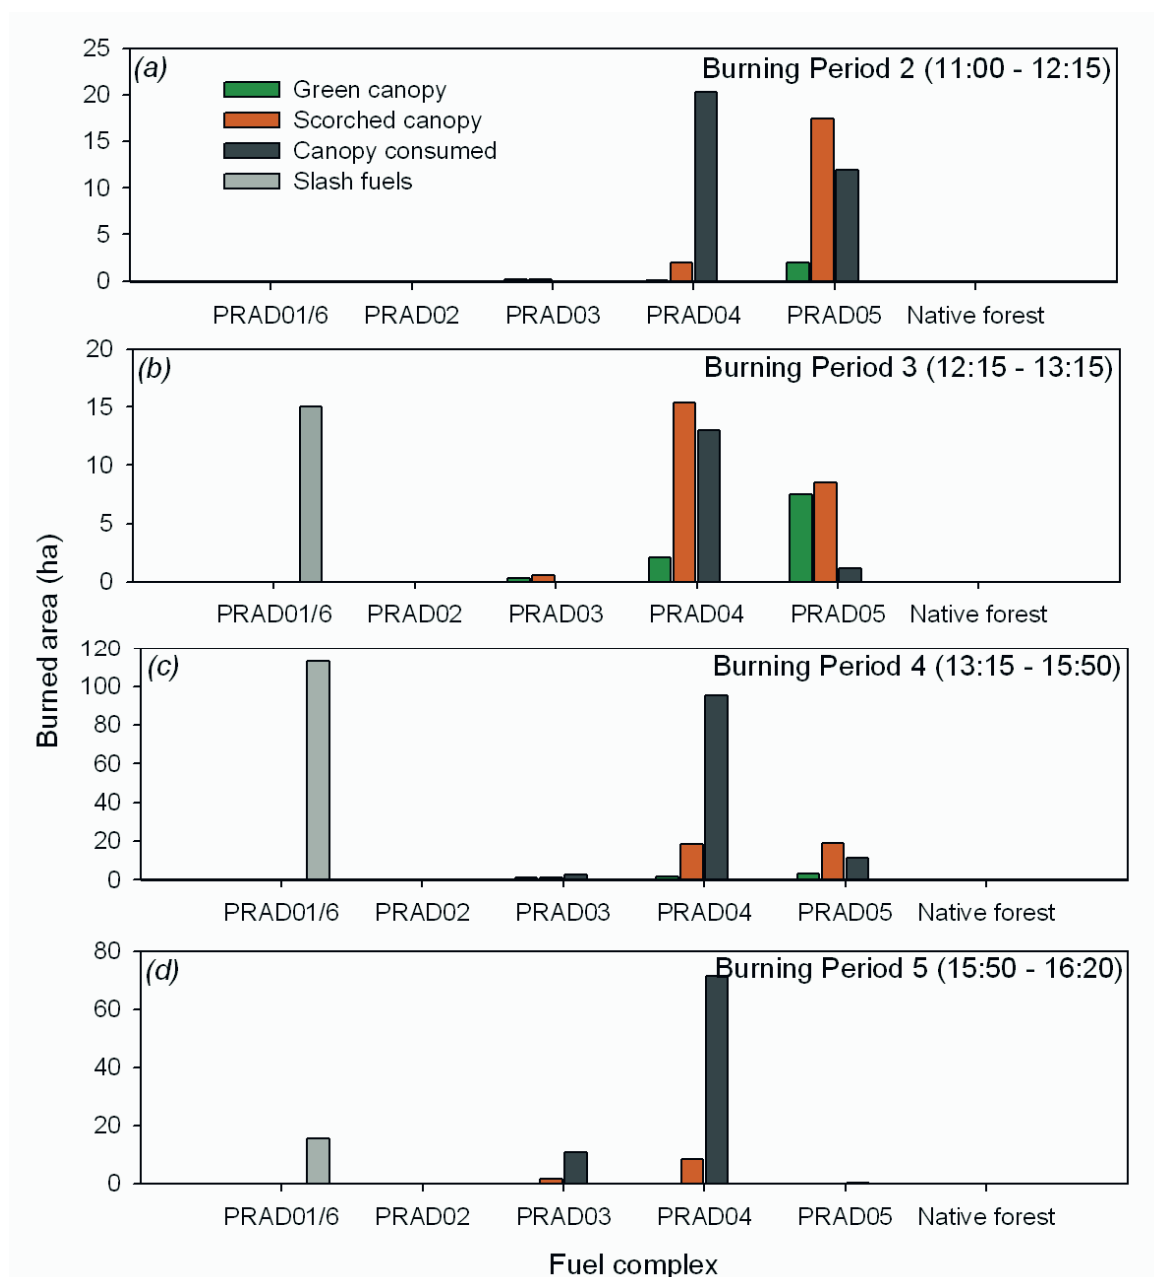 (a) Burning Period 2 (11:00 - 12:15)
Green canopy
Scorched canopy
Canopy consumed
Slash fuels
25
20
15
10
5
0
PRAD01/6 PRAD02 PRAD03 PRAD04 PRAD05 Native forest
(b) Burning Period 3 (12:15 - 13:15)
20
15
10
5
0
PRAD01/6 PRAD02 PRAD03 PRAD04 PRAD05 Native forest
Burned area (ha)
(c) Burning Period 4 (13:15 - 15:50)
120
100
80
60
40
20
0
PRAD01/6 PRAD02 PRAD03 PRAD04 PRAD05 Native forest
(d) Burning Period 5 (15:50 - 16:20)
80
60
40
20
0
PRAD01/6 PRAD02 PRAD03 PRAD04 PRAD05 Native forest
Fuel complex